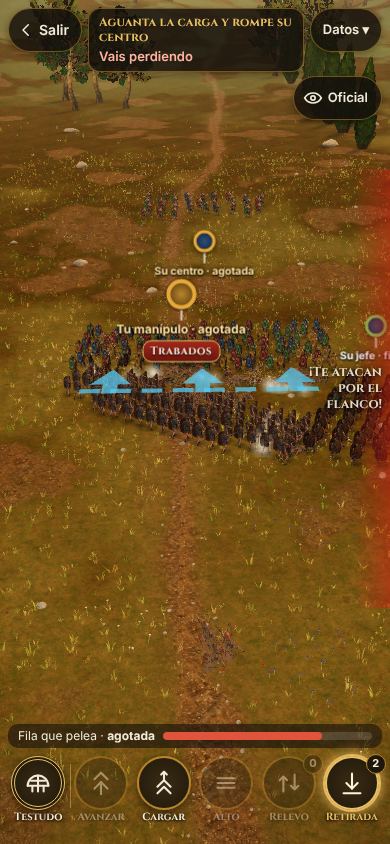 Salir
AGUANTA LA CARGA Y ROMPE SU
CENTRO
Vais perdiendo
Datos ▾
Oficial
Su centro · agotada
Tu manípulo · agotada
TRABADOS
Su jefe · fi
¡TE ATACAN
POR EL
FLANCO!
Fila que pelea · agotada
0
2
TESTUDO
AVANZAR
CARGAR
ALTO
RELEVO
RETIRADA